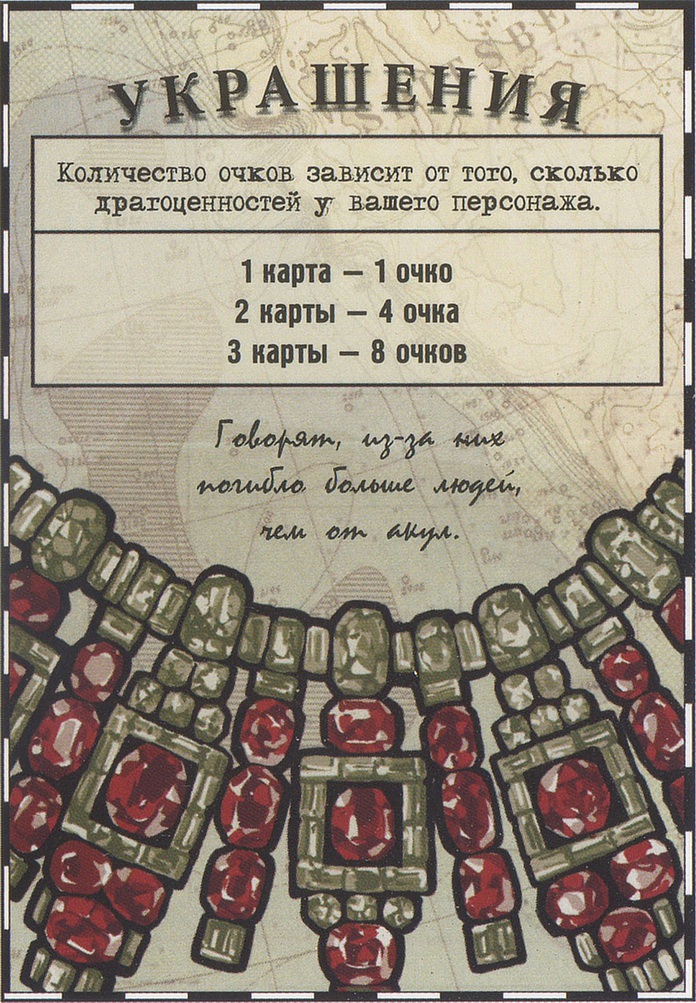 УКРАШЕНИЯ
Количество очков зависит от того, сколько
драгоценностей у вашего персонажа.
1 карта – 1 очко
2 карты – 4 очка
3 карты – 8 очков
Говорят, из-за них
погибло больше людей,
чем от акул.